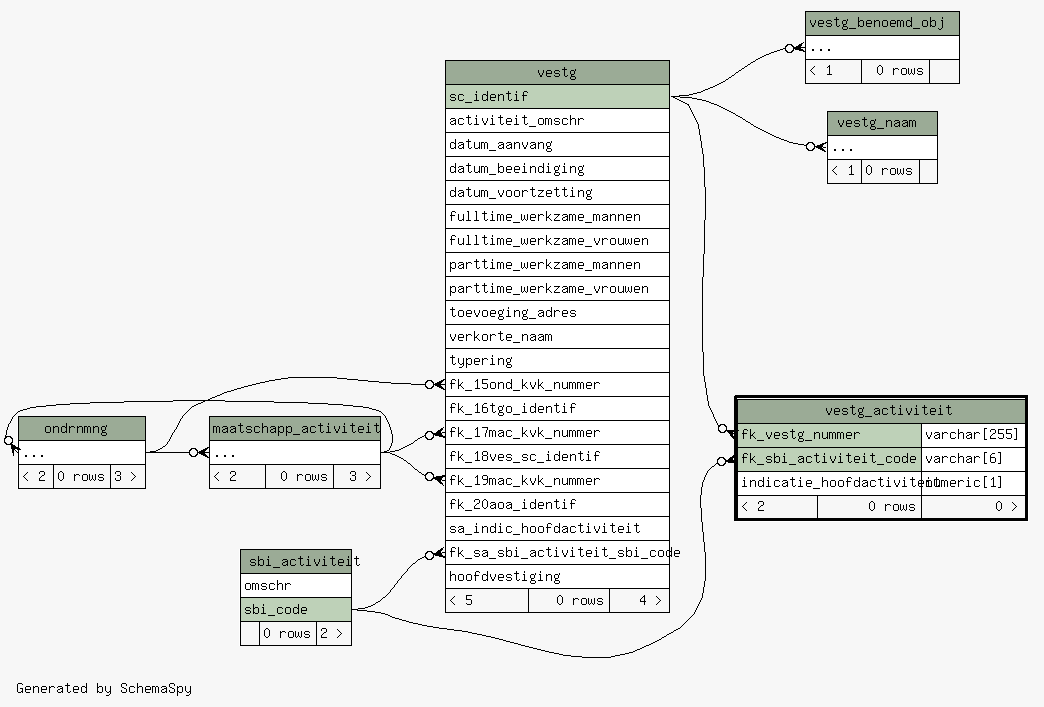 vestg_benoemd_obj
...
< 1 0 rows
vestg_naam
...
< 1 0 rows
vestg
sc_identif
activiteit_omschr
datum_aanvang
datum_beeindiging
datum_voortzetting
fulltime_werkzame_mannen
fulltime_werkzame_vrouwen
parttime_werkzame_mannen
parttime_werkzame_vrouwen
toevoeging_adres
verkorte_naam
typering
fk_15ond_kvk_nummer
fk_16tgo_identif
fk_17mac_kvk_nummer
fk_18ves_sc_identif
fk_19mac_kvk_nummer
fk_20aoa_identif
sa_indic_hoofdactiviteit
fk_sa_sbi_activiteit_sbi_code
hoofdvestiging
< 5 0 rows 4 >
ondrnmng
...
< 2 0 rows 3 >
maatschapp_activiteit
...
< 2 0 rows 3 >
vestg_activiteit
fk_vestg_nummer varchar[255]
fk_sbi_activiteit_code varchar[6]
indicatie_hoofdactiviteit numeric[1]
< 2 0 rows 0 >
sbi_activiteit
omschr
sbi_code
0 rows 2 >
Generated by SchemaSpy